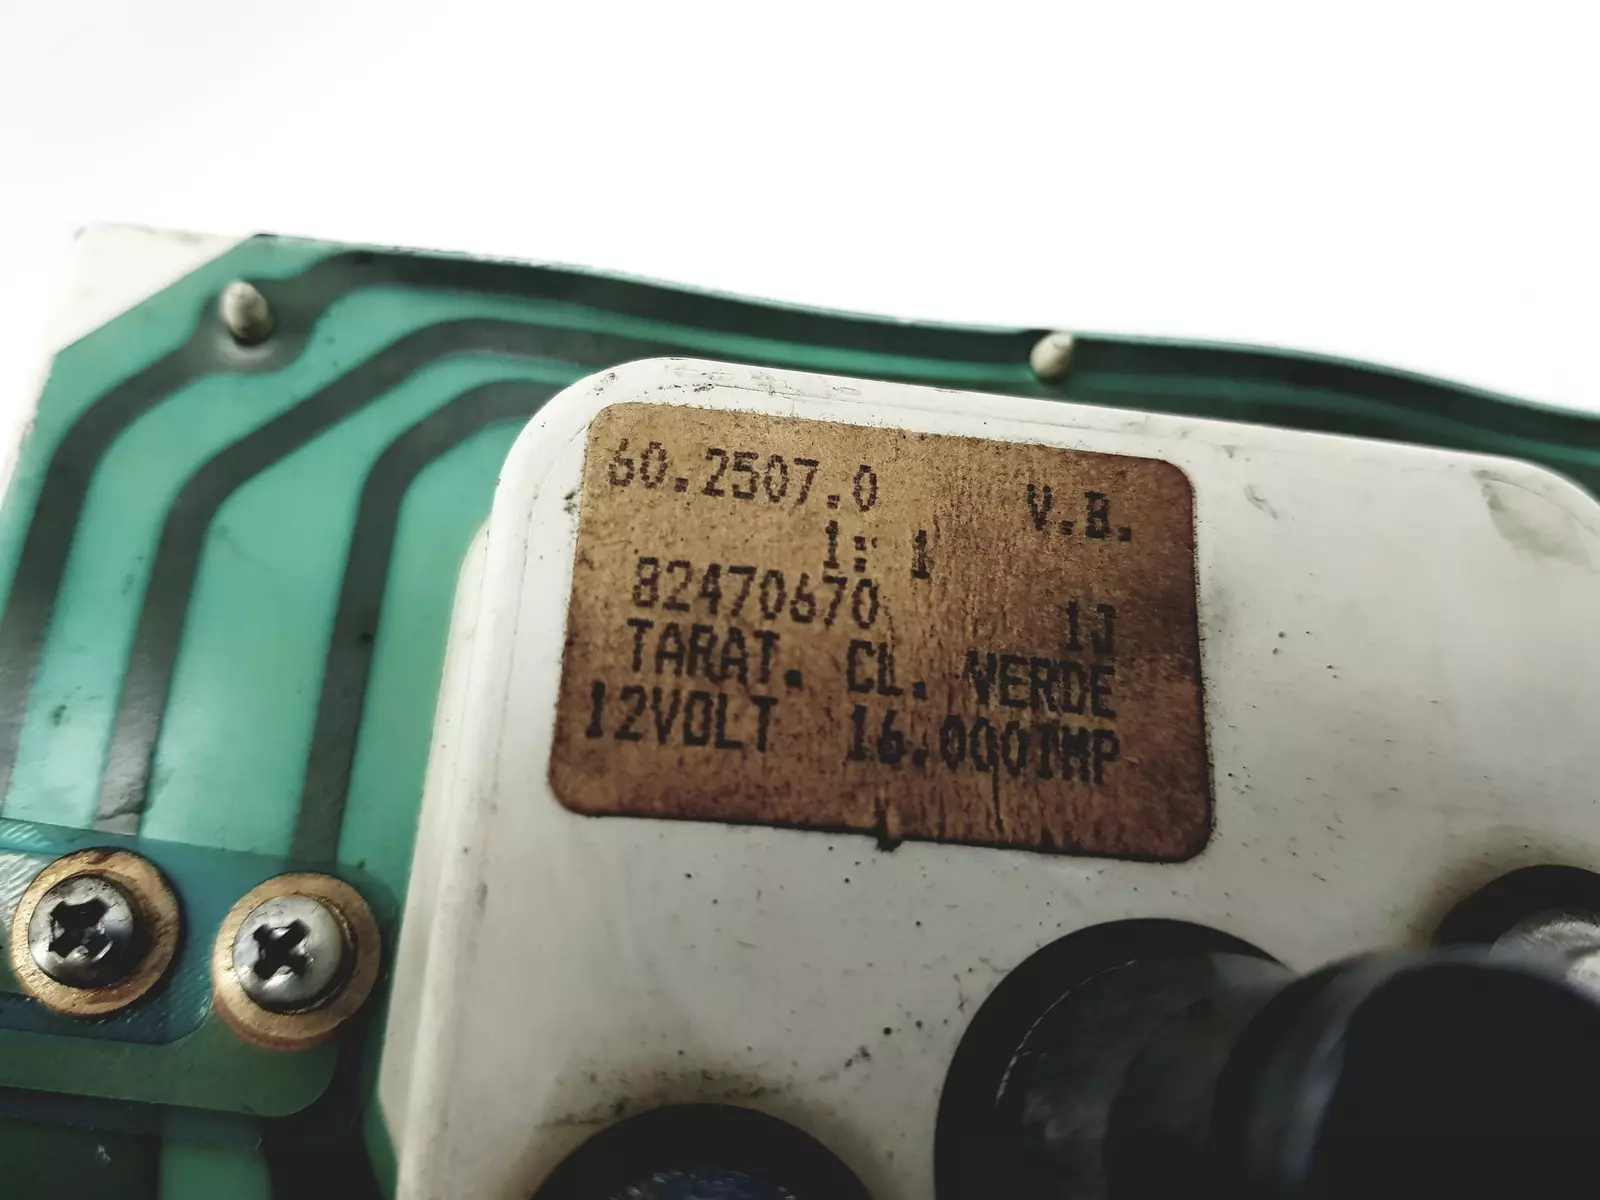 60.2507.0 V.B.
1: 1
82470670 1J
TARAT. CL. VERDE
12VOLT 16.000IMP